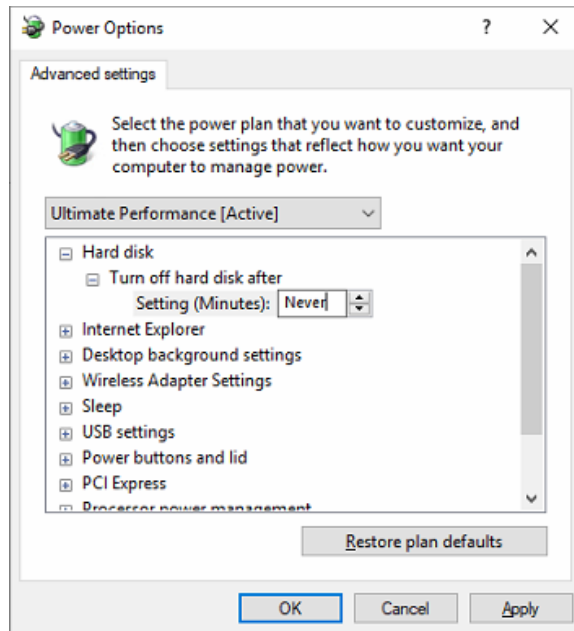 Power Options
Advanced settings
Select the power plan that you want to customize, and
then choose settings that reflect how you want your
computer to manage power.
Ultimate Performance [Active]
Hard disk
Turn off hard disk after
Setting (Minutes): Never
Internet Explorer
Desktop background settings
Wireless Adapter Settings
Sleep
USB settings
Power buttons and lid
PCI Express
Processor power management
Restore plan defaults
OK Cancel Apply